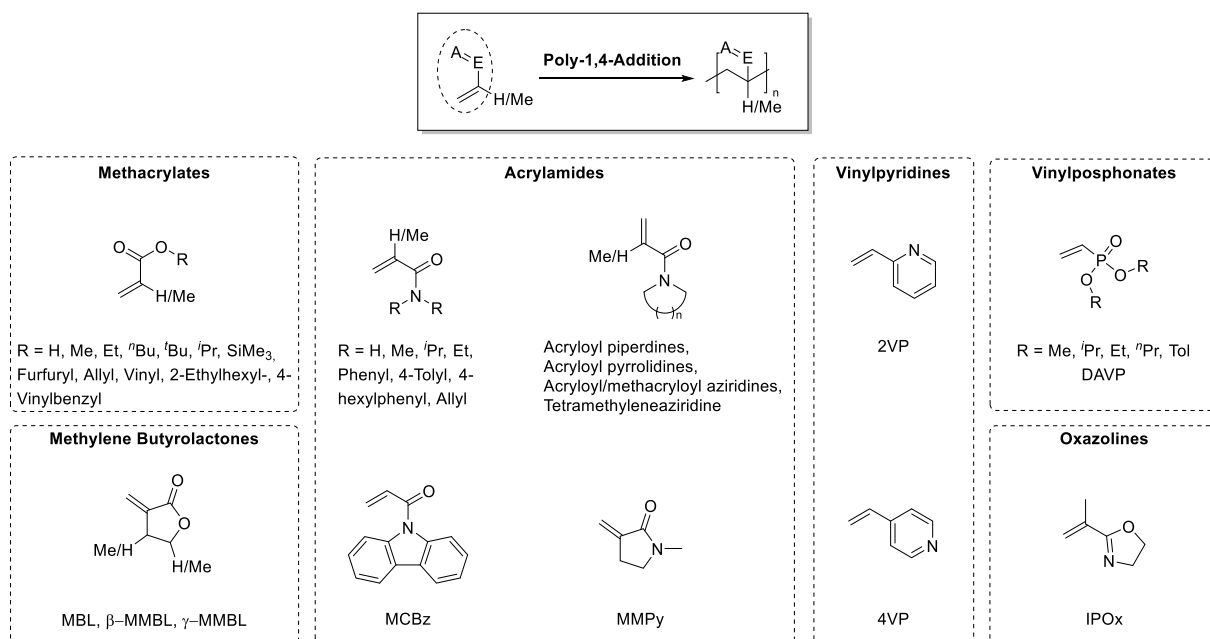 A
E
H/Me
Poly-1,4-Addition
A
E
n
H/Me
Methacrylates
O
O
R
H/Me
R = H, Me, Et, ⁿBu, ᵗBu, ⁱPr, SiMe₃,
Furfuryl, Allyl, Vinyl, 2-Ethylhexyl-, 4-
Vinylbenzyl
Acrylamides
H/Me
O
N
R
R
R = H, Me, ⁱPr, Et,
Phenyl, 4-Tolyl, 4-
hexylphenyl, Allyl
Me/H
O
N
n
Acryloyl piperdines,
Acryloyl pyrrolidines,
Acryloyl/methacryloyl aziridines,
Tetramethyleneaziridine
Vinylpyridines
N
2VP
Vinylposphonates
O
P
O
R
O
R
R = Me, ⁱPr, Et, ⁿPr, Tol
DAVP
Methylene Butyrolactones
O
O
Me/H
H/Me
MBL, β–MMBL, γ–MMBL
O
N
MCBz
O
N
MMPy
N
4VP
Oxazolines
O
N
IPOx